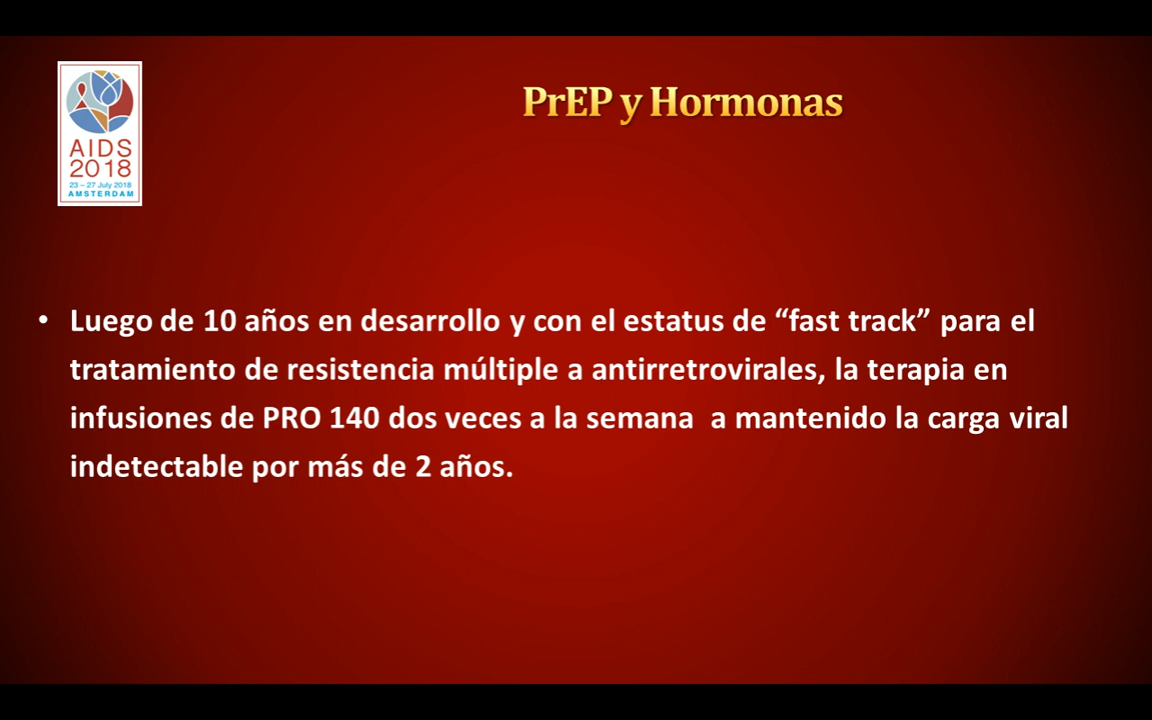 AIDS
2018
23 – 27 July 2018
AMSTERDAM
PrEP y Hormonas
• Luego de 10 años en desarrollo y con el estatus de “fast track” para el
tratamiento de resistencia múltiple a antirretrovirales, la terapia en
infusiones de PRO 140 dos veces a la semana  a mantenido la carga viral
indetectable por más de 2 años.